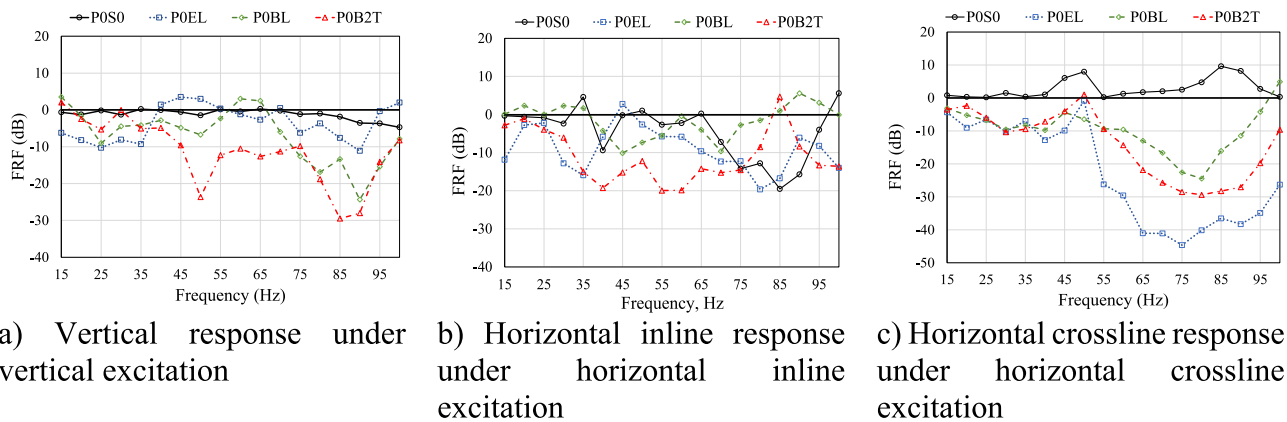 P0S0 P0EL P0BL P0B2T
20
10
0
-10
-20
-30
-40
FRF (dB)
15 25 35 45 55 65 75 85 95
Frequency (Hz)
a) Vertical response under
vertical excitation
P0S0 P0EL P0BL P0B2T
20
10
0
-10
-20
-30
-40
FRF (dB)
15 25 35 45 55 65 75 85 95
Frequency, Hz
b) Horizontal inline response
under horizontal inline
excitation
P0S0 P0EL P0BL P0B2T
20
10
0
-10
-20
-30
-40
-50
FRF (dB)
15 25 35 45 55 65 75 85 95
Frequency (Hz)
c) Horizontal crossline response
under horizontal crossline
excitation